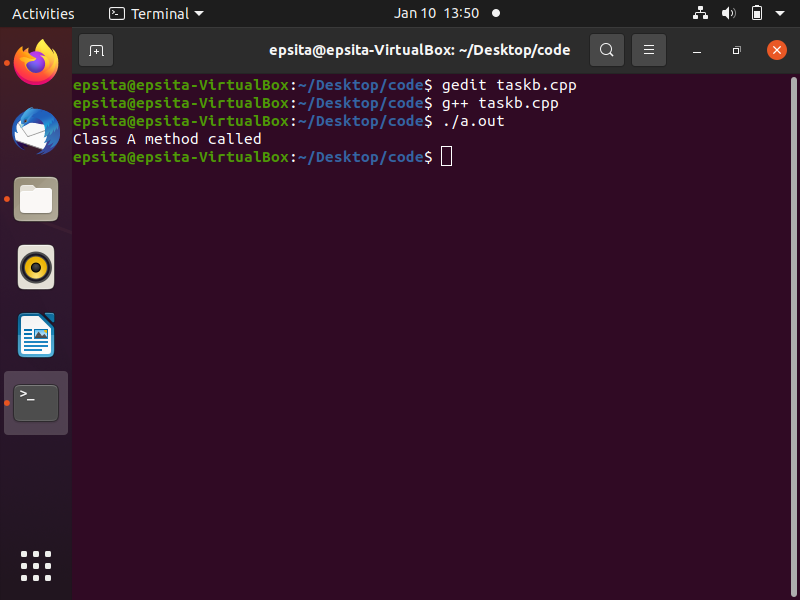 Activities
Terminal
Jan 10 13:50
epsita@epsita-VirtualBox: ~/Desktop/code
epsita@epsita-VirtualBox:~/Desktop/code$ gedit taskb.cpp
epsita@epsita-VirtualBox:~/Desktop/code$ g++ taskb.cpp
epsita@epsita-VirtualBox:~/Desktop/code$ ./a.out
Class A method called
epsita@epsita-VirtualBox:~/Desktop/code$
>_